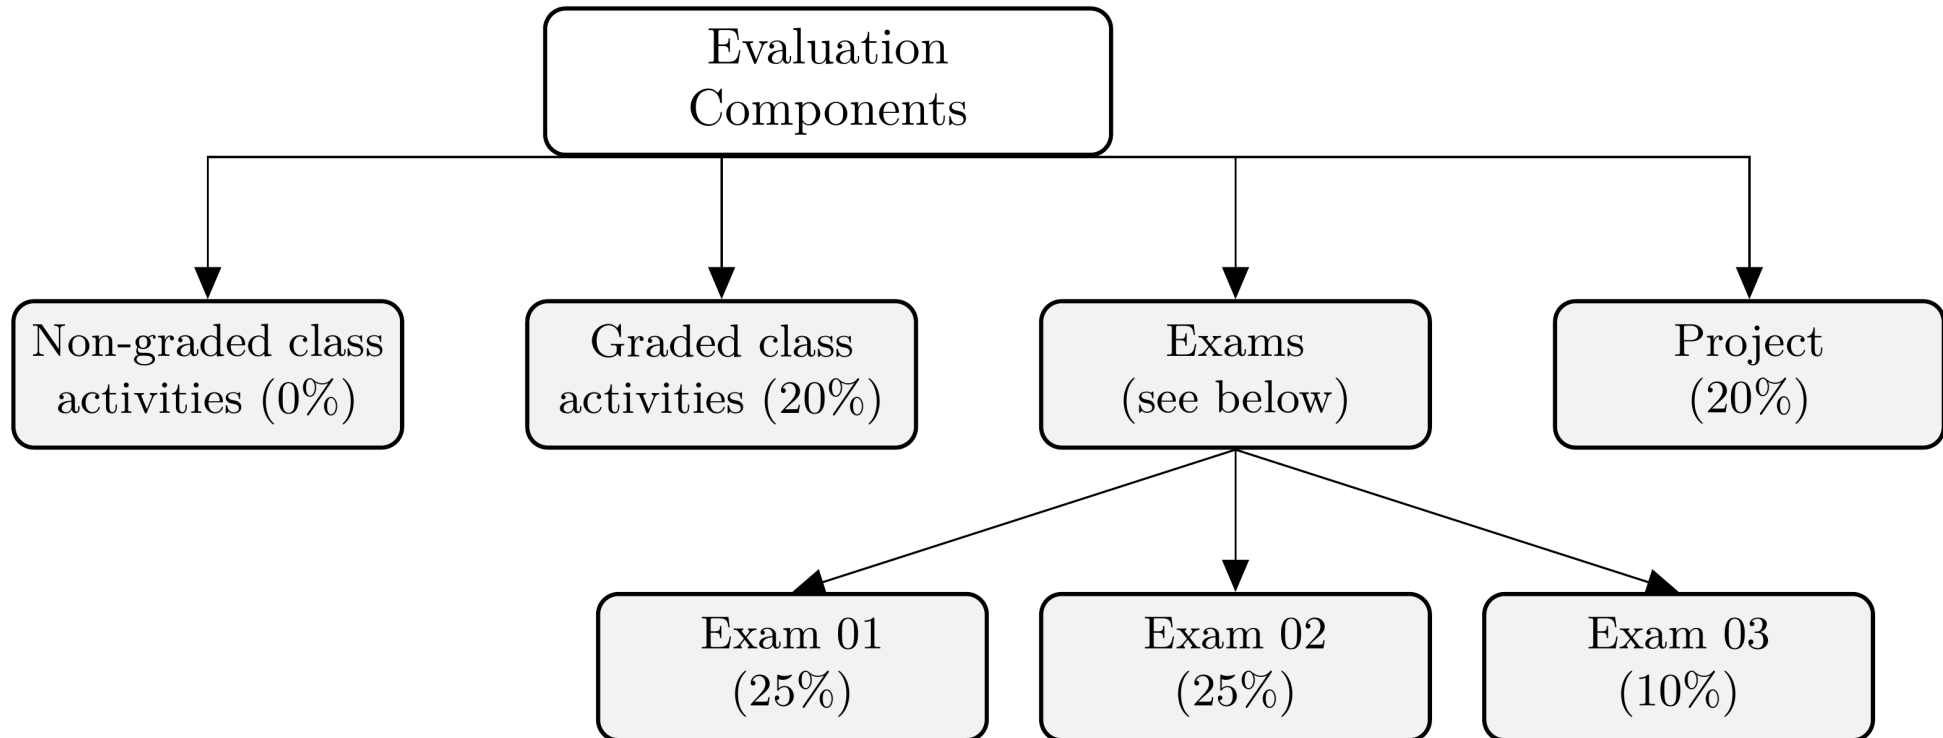 Evaluation
Components
Non-graded class
activities (0%)
Graded class
activities (20%)
Exams
(see below)
Project
(20%)
Exam 01
(25%)
Exam 02
(25%)
Exam 03
(10%)